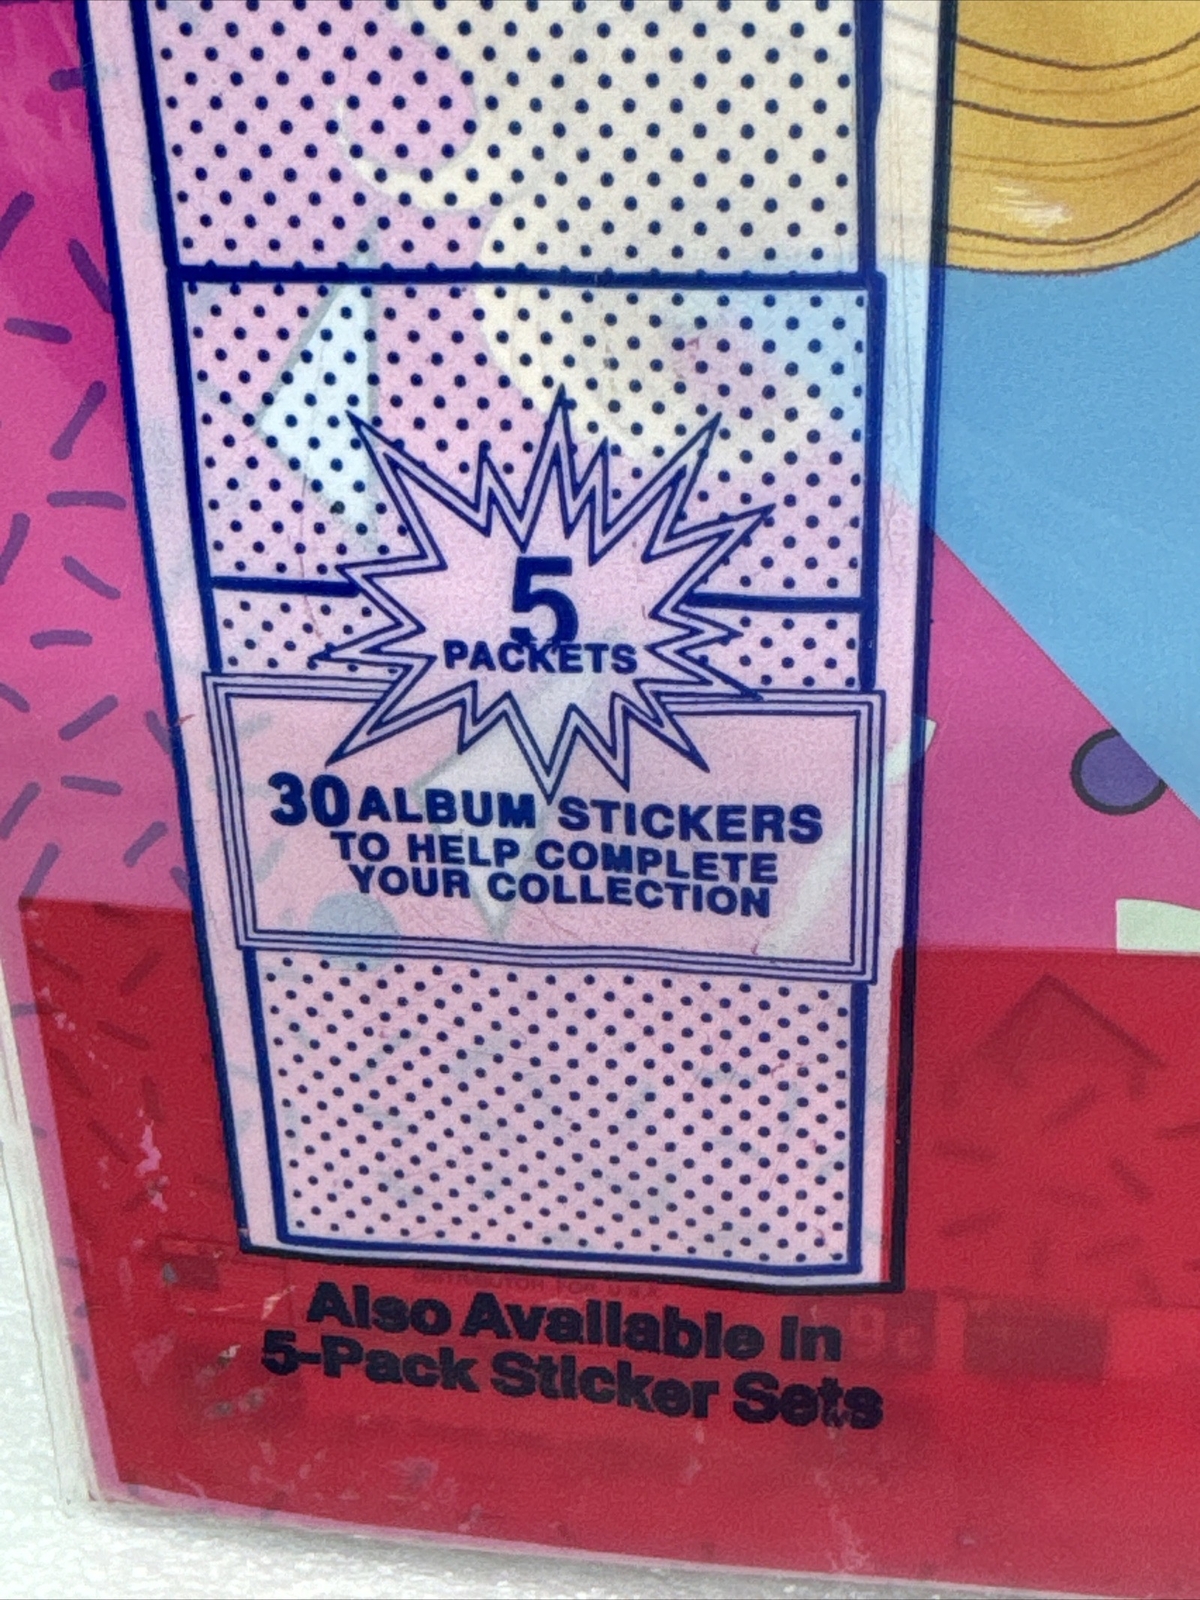 5
PACKETS
30 ALBUM STICKERS
TO HELP COMPLETE
YOUR COLLECTION
Also Available In
5-Pack Sticker Sets